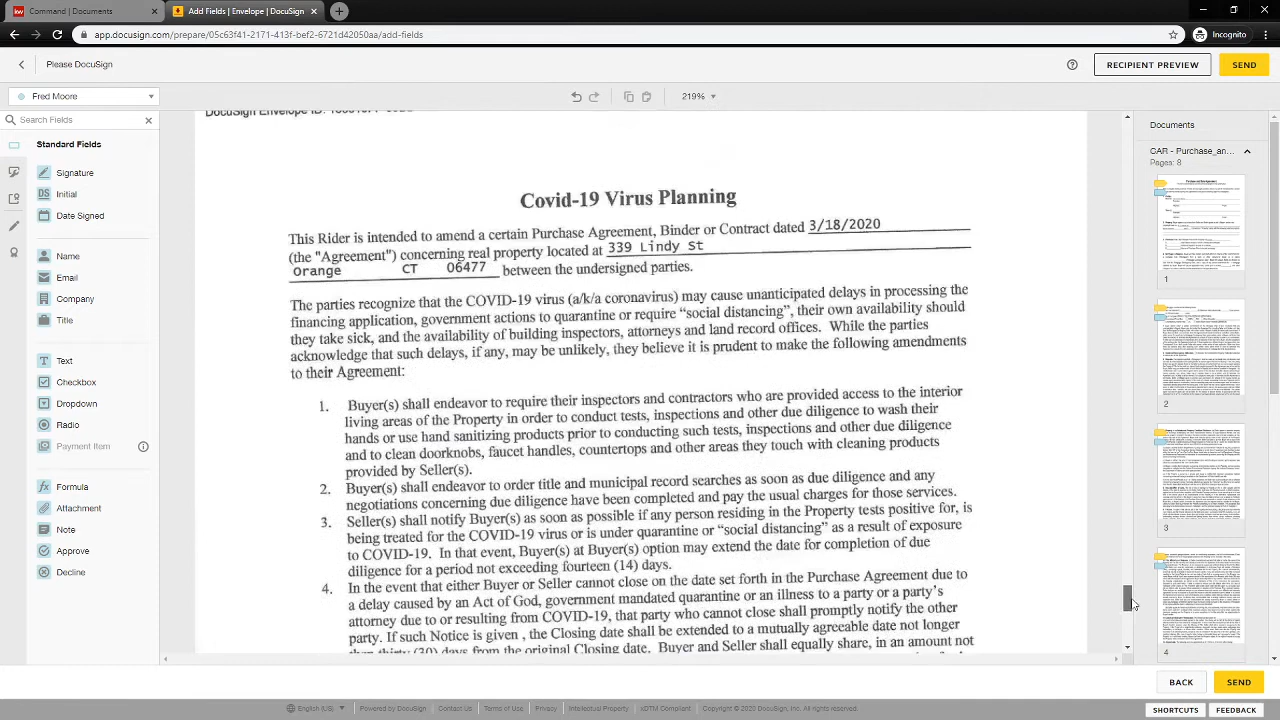 Command | Documents
Add Fields | Envelope | DocuSign
app.docusign.com/prepare/05c63f41-2171-413f-bef2-6721d42050aa/add-fields
Incognito
Please DocuSign
RECIPIENT PREVIEW
SEND
Fred Moore
219%
Search Fields
Standard Fields
Signature
DS Initial
Date Signed
Name
Email
Company
Title
Text
Checkbox
Dropdown
Radio
Payment Item
Formula
Attachment
Note
Approve
Decline
DocuSign Envelope ID:
Covid-19 Virus Planning
This Rider is intended to amend a certain Purchase Agreement, Binder or Contract dated 3/18/2020
(the "Agreement") concerning real property located at 339 Lindy St
Orange CT 06477 between the undersigned parties.
The parties recognize that the COVID-19 virus (a/k/a coronavirus) may cause unanticipated delays in processing the
financing application, government actions to quarantine or require “social distancing”, their own availability should
they take sick, and the availability of building inspectors, attorneys and land record offices. While the parties
acknowledge that such delays, if any, may be unlikely, they believe it is prudent to make the following amendments
to their Agreement:
1. Buyer(s) shall endeavor to require their inspectors and contractors who are provided access to the interior
living areas of the Property in order to conduct tests, inspections and other due diligence to wash their
hands or use hand sanitizing products prior to conducting such tests, inspections and other due diligence
and to clean doorknobs, faucet handles, countertops and other areas they touch with cleaning products
provided by Seller(s).
2. Buyer(s) shall endeavor to order title and municipal record searches as soon as due diligence and any
negotiations concerning due diligence have been completed and pay the usual charges for those services.
3. Seller(s) shall notify Buyer(s) as soon as possible if any person residing in the Property tests positive for, is
being treated for the COVID-19 virus or is under quarantine or “social distancing” as a result of exposure
to COVID-19. In that event, Buyer(s) at Buyer(s) option may extend the date for completion of due
diligence for a period not exceeding fourteen (14) days.
4. In the event that either Buyer or Seller cannot close on the date set forth in the Purchase Agreement due to
a delay caused by an Act of God, government mandated quarantine or an illness to a party or a party's
attorney due to or resulting from COVID-19, that party who cannot close shall promptly notify the other
party. If such Notice is given , the Closing date shall be extended to a mutually agreeable date not longer
than thirty (30) days from the original Closing date. Buyer and Seller shall equally share, in an amount not
Documents
CAR - Purchase_an...
Pages: 8
1
2
3
4
BACK
SEND
English (US)
Powered by DocuSign
Contact Us
Terms of Use
Privacy
Intellectual Property
xDTM Compliant
Copyright © 2020 DocuSign, Inc. All rights reserved.
SHORTCUTS
FEEDBACK